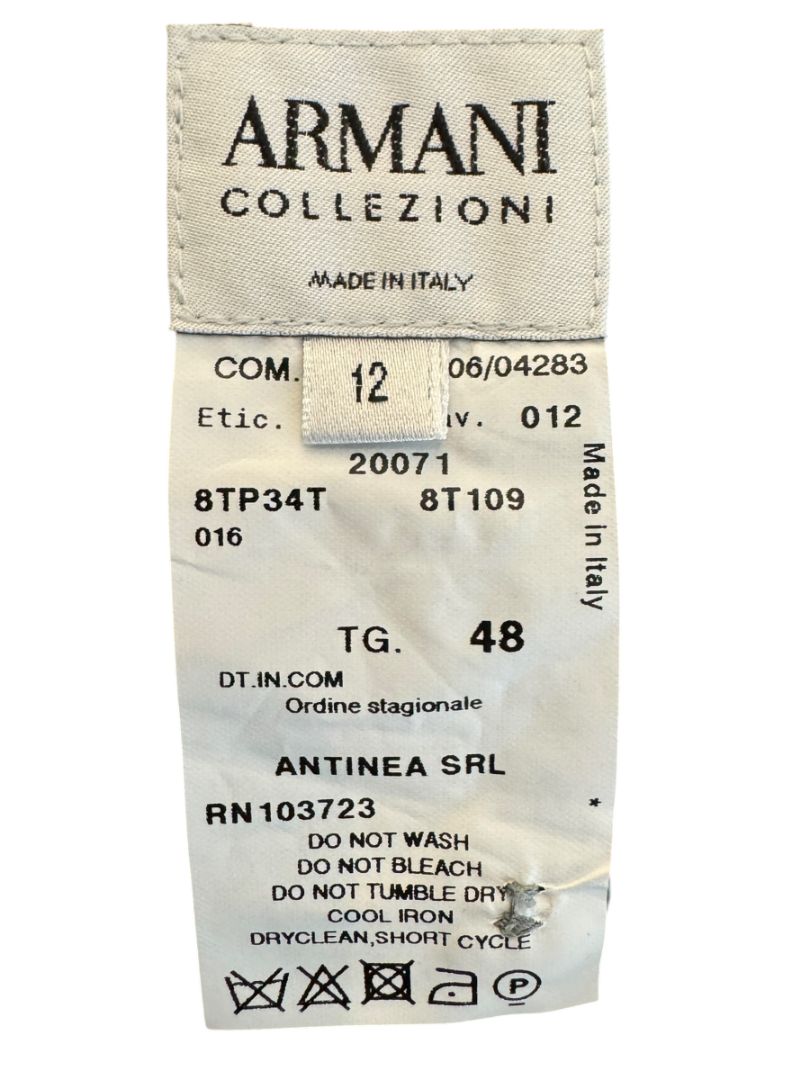 ARMANI
COLLEZIONI
MADE IN ITALY
COM. 12 06/04283
Etic. 012
20071
8TP34T 8T109
016
Made in Italy
TG. 48
DT.IN.COM
Ordine stagionale
ANTINEA SRL
RN103723 *
DO NOT WASH
DO NOT BLEACH
DO NOT TUMBLE DRY
COOL IRON
DRYCLEAN,SHORT CYCLE
P